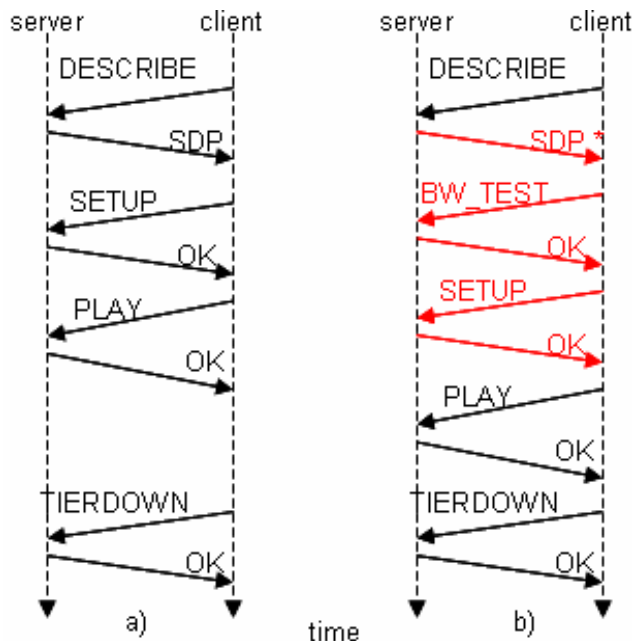 server client
DESCRIBE
SDP
SETUP
OK
PLAY
OK
TIERDOWN
OK
a)
time
server client
DESCRIBE
SDP *
BW_TEST
OK
SETUP
OK
PLAY
OK
TIERDOWN
OK
b)